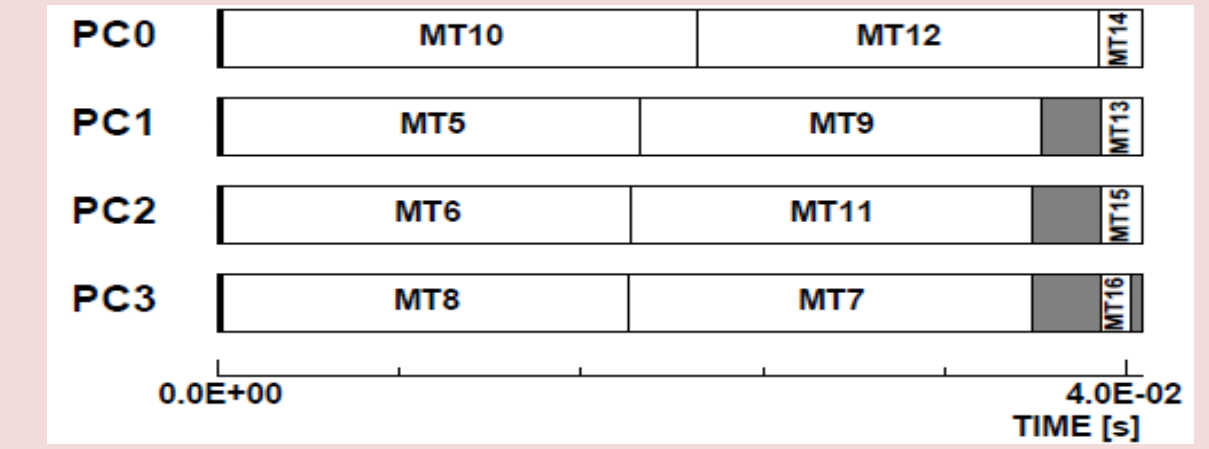 PC0 MT10 MT12 MT14
PC1 MT5 MT9 MT13
PC2 MT6 MT11 MT15
PC3 MT8 MT7 MT16
0.0E+00 4.0E-02
TIME [s]